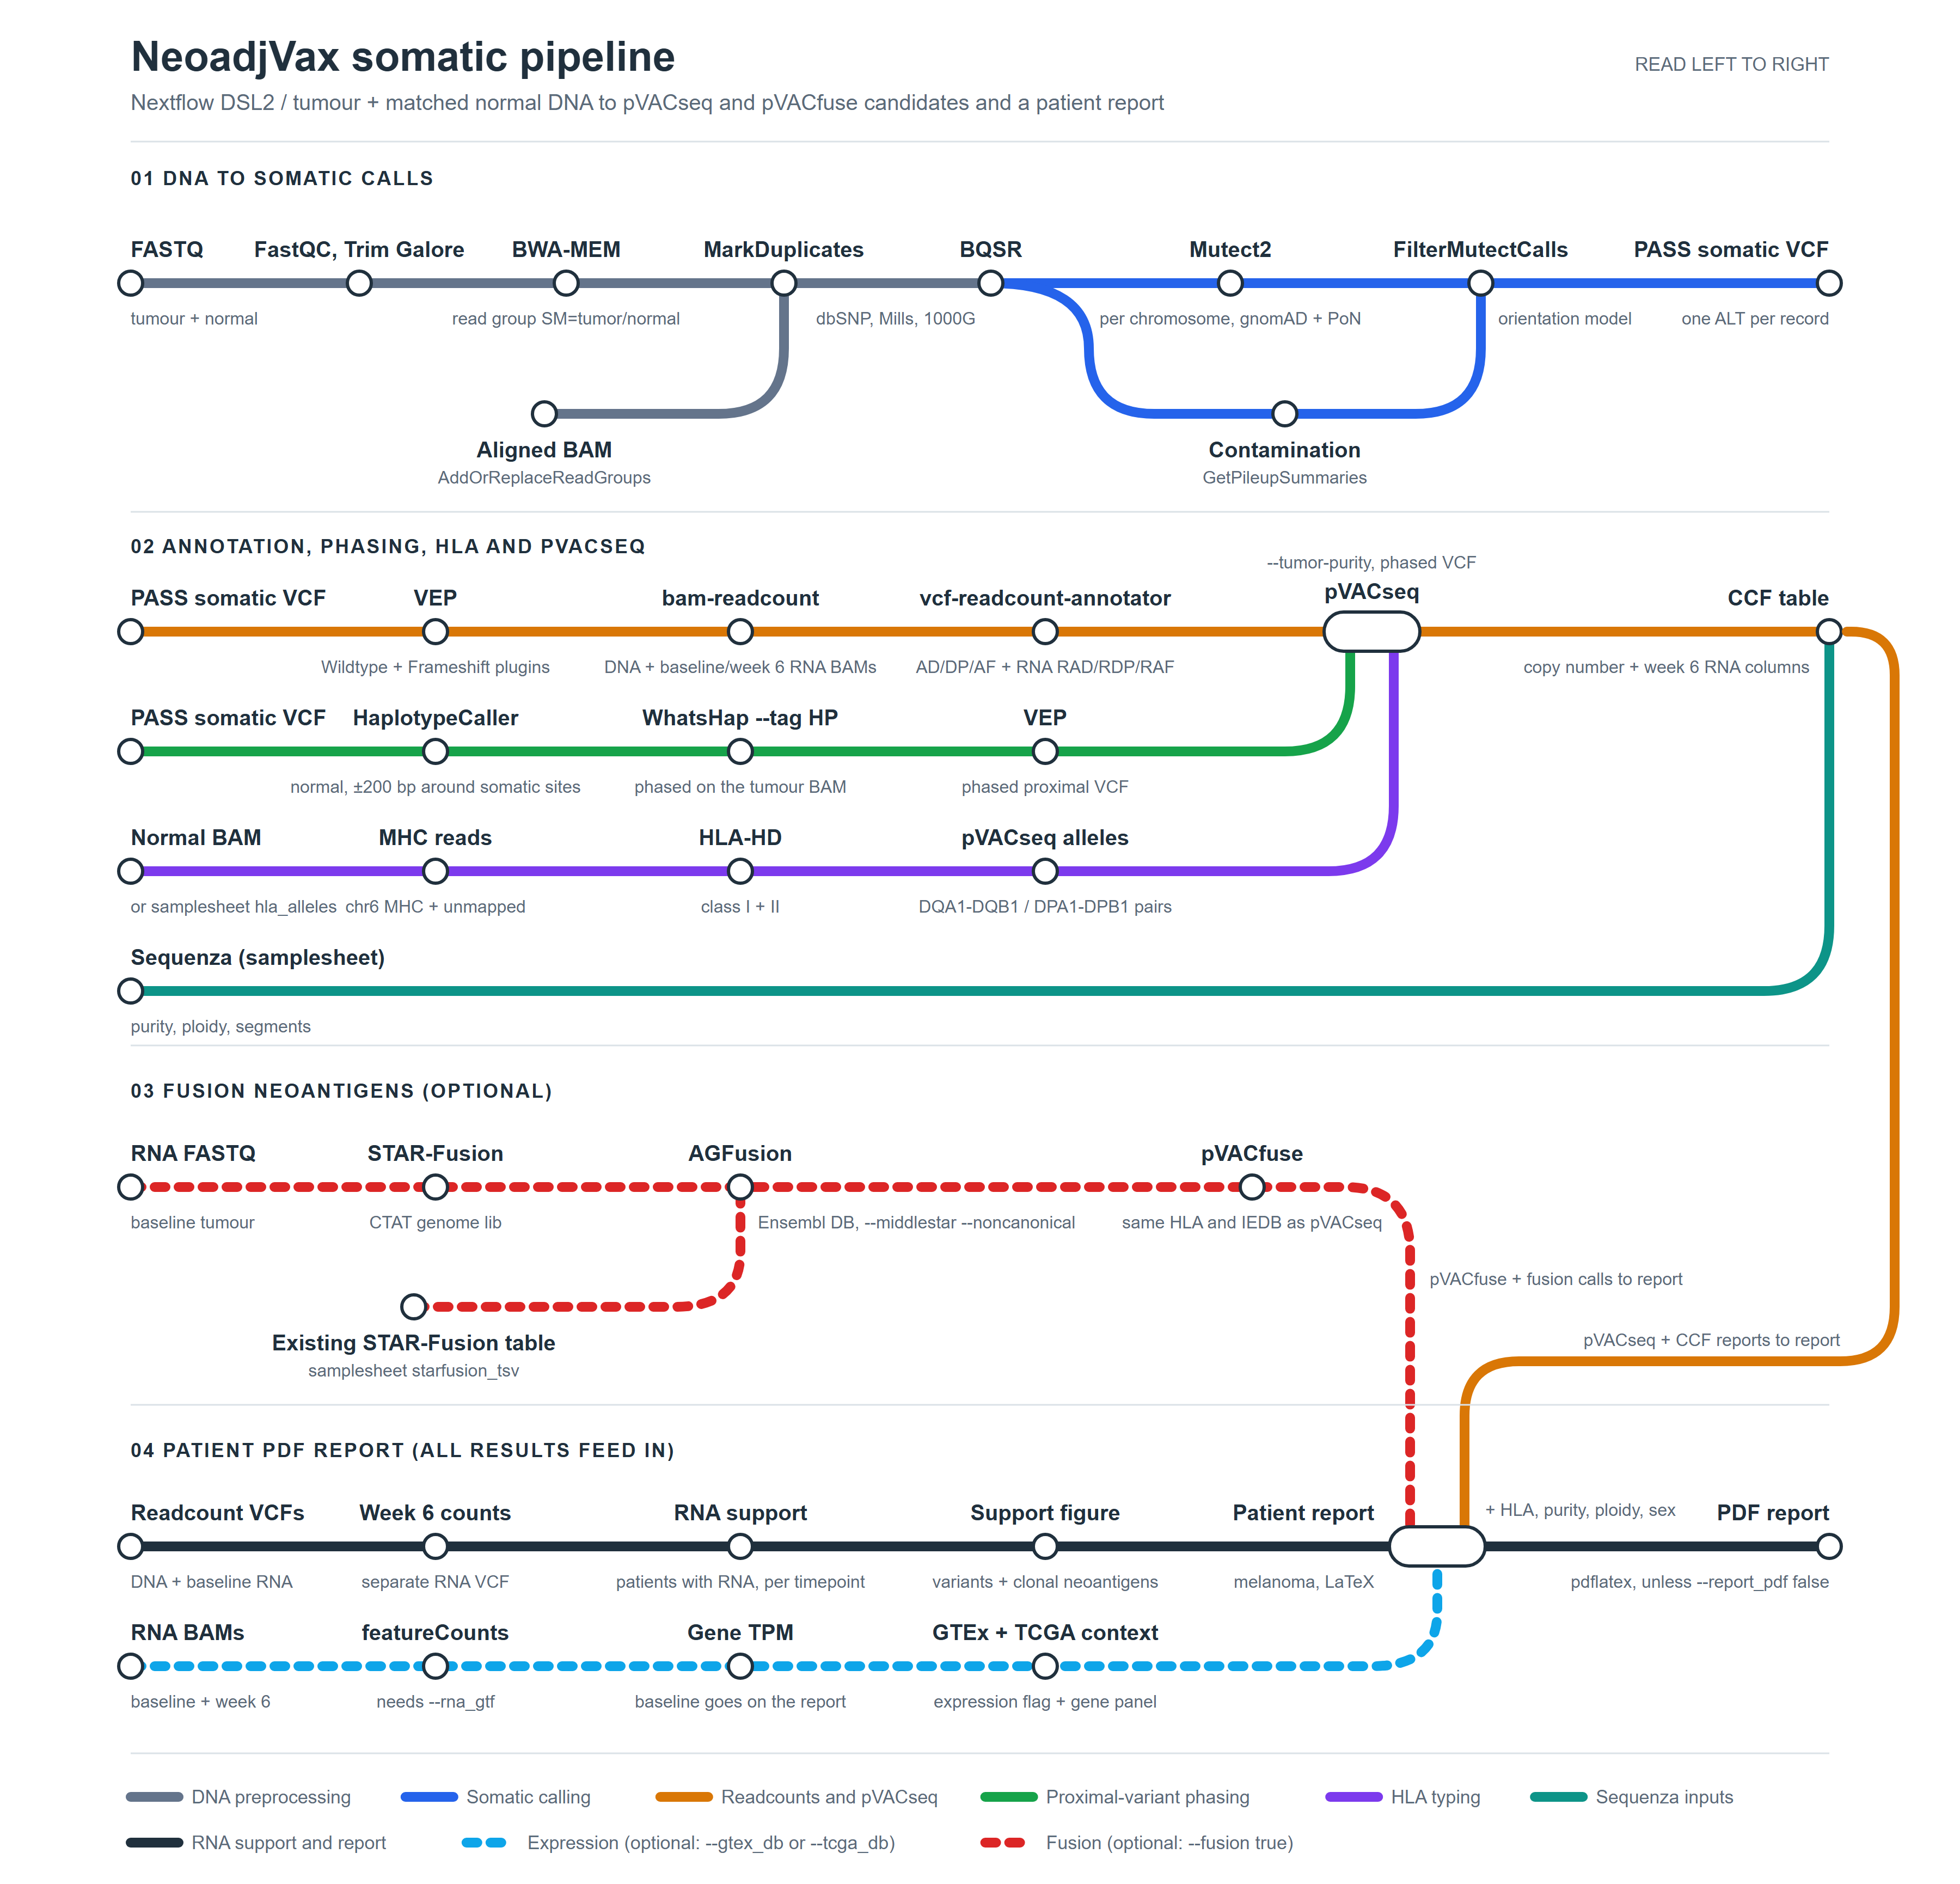 NeoadjVax somatic pipeline
READ LEFT TO RIGHT
Nextflow DSL2 / tumour + matched normal DNA to pVACseq and pVACfuse candidates and a patient report
01 DNA TO SOMATIC CALLS
FASTQ
FastQC, Trim Galore
BWA-MEM
MarkDuplicates
BQSR
Mutect2
FilterMutectCalls
PASS somatic VCF
tumour + normal
read group SM=tumor/normal
dbSNP, Mills, 1000G
per chromosome, gnomAD + PoN
orientation model
one ALT per record
Aligned BAM
AddOrReplaceReadGroups
Contamination
GetPileupSummaries
02 ANNOTATION, PHASING, HLA AND PVACSEQ
--tumor-purity, phased VCF
PASS somatic VCF
VEP
bam-readcount
vcf-readcount-annotator
pVACseq
CCF table
Wildtype + Frameshift plugins
DNA + baseline/week 6 RNA BAMs
AD/DP/AF + RNA RAD/RDP/RAF
copy number + week 6 RNA columns
PASS somatic VCF
HaplotypeCaller
WhatsHap --tag HP
VEP
normal, ±200 bp around somatic sites
phased on the tumour BAM
phased proximal VCF
Normal BAM
MHC reads
HLA-HD
pVACseq alleles
or samplesheet hla_alleles
chr6 MHC + unmapped
class I + II
DQA1-DQB1 / DPA1-DPB1 pairs
Sequenza (samplesheet)
purity, ploidy, segments
03 FUSION NEOANTIGENS (OPTIONAL)
RNA FASTQ
STAR-Fusion
AGFusion
pVACfuse
baseline tumour
CTAT genome lib
Ensembl DB, --middlestar --noncanonical
same HLA and IEDB as pVACseq
pVACfuse + fusion calls to report
Existing STAR-Fusion table
samplesheet starfusion_tsv
pVACseq + CCF reports to report
04 PATIENT PDF REPORT (ALL RESULTS FEED IN)
Readcount VCFs
Week 6 counts
RNA support
Support figure
Patient report
+ HLA, purity, ploidy, sex
PDF report
DNA + baseline RNA
separate RNA VCF
patients with RNA, per timepoint
variants + clonal neoantigens
melanoma, LaTeX
pdflatex, unless --report_pdf false
RNA BAMs
featureCounts
Gene TPM
GTEx + TCGA context
baseline + week 6
needs --rna_gtf
baseline goes on the report
expression flag + gene panel
DNA preprocessing
Somatic calling
Readcounts and pVACseq
Proximal-variant phasing
HLA typing
Sequenza inputs
RNA support and report
Expression (optional: --gtex_db or --tcga_db)
Fusion (optional: --fusion true)